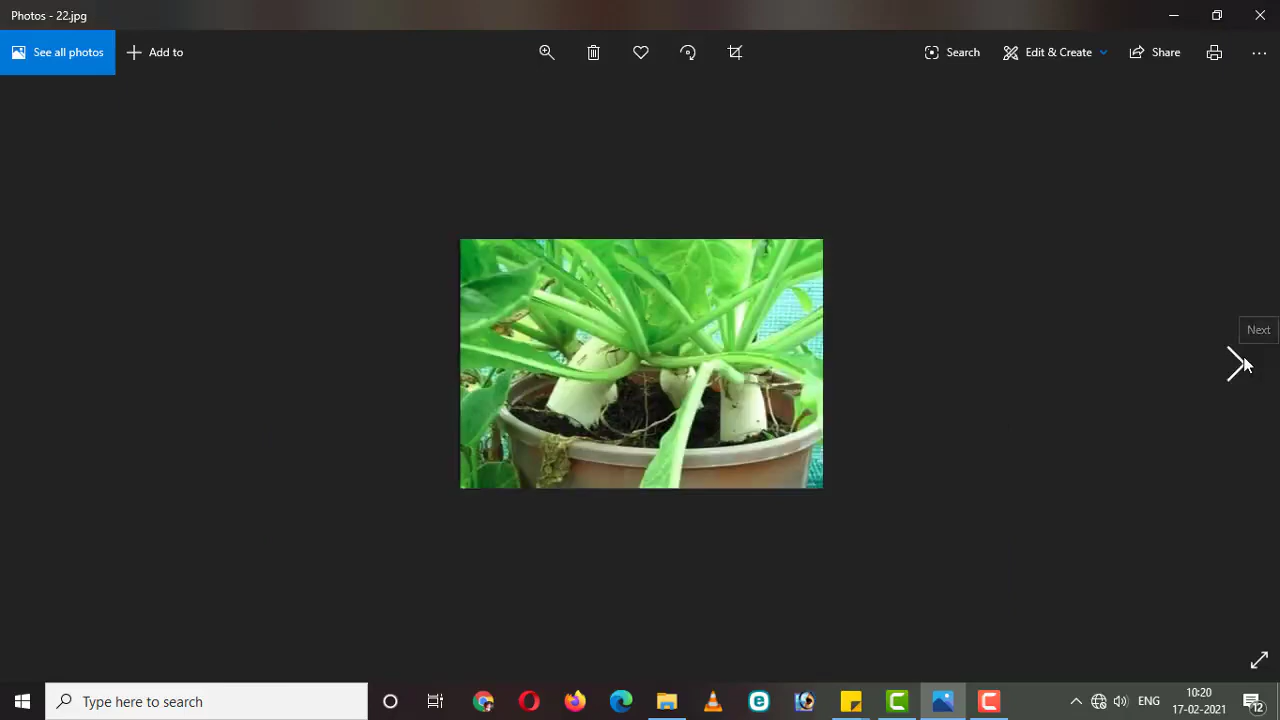 Photos - 22.jpg
See all photos
Add to
Search
Edit & Create
Share
Next
Type here to search
ENG
10:20
17-02-2021
12